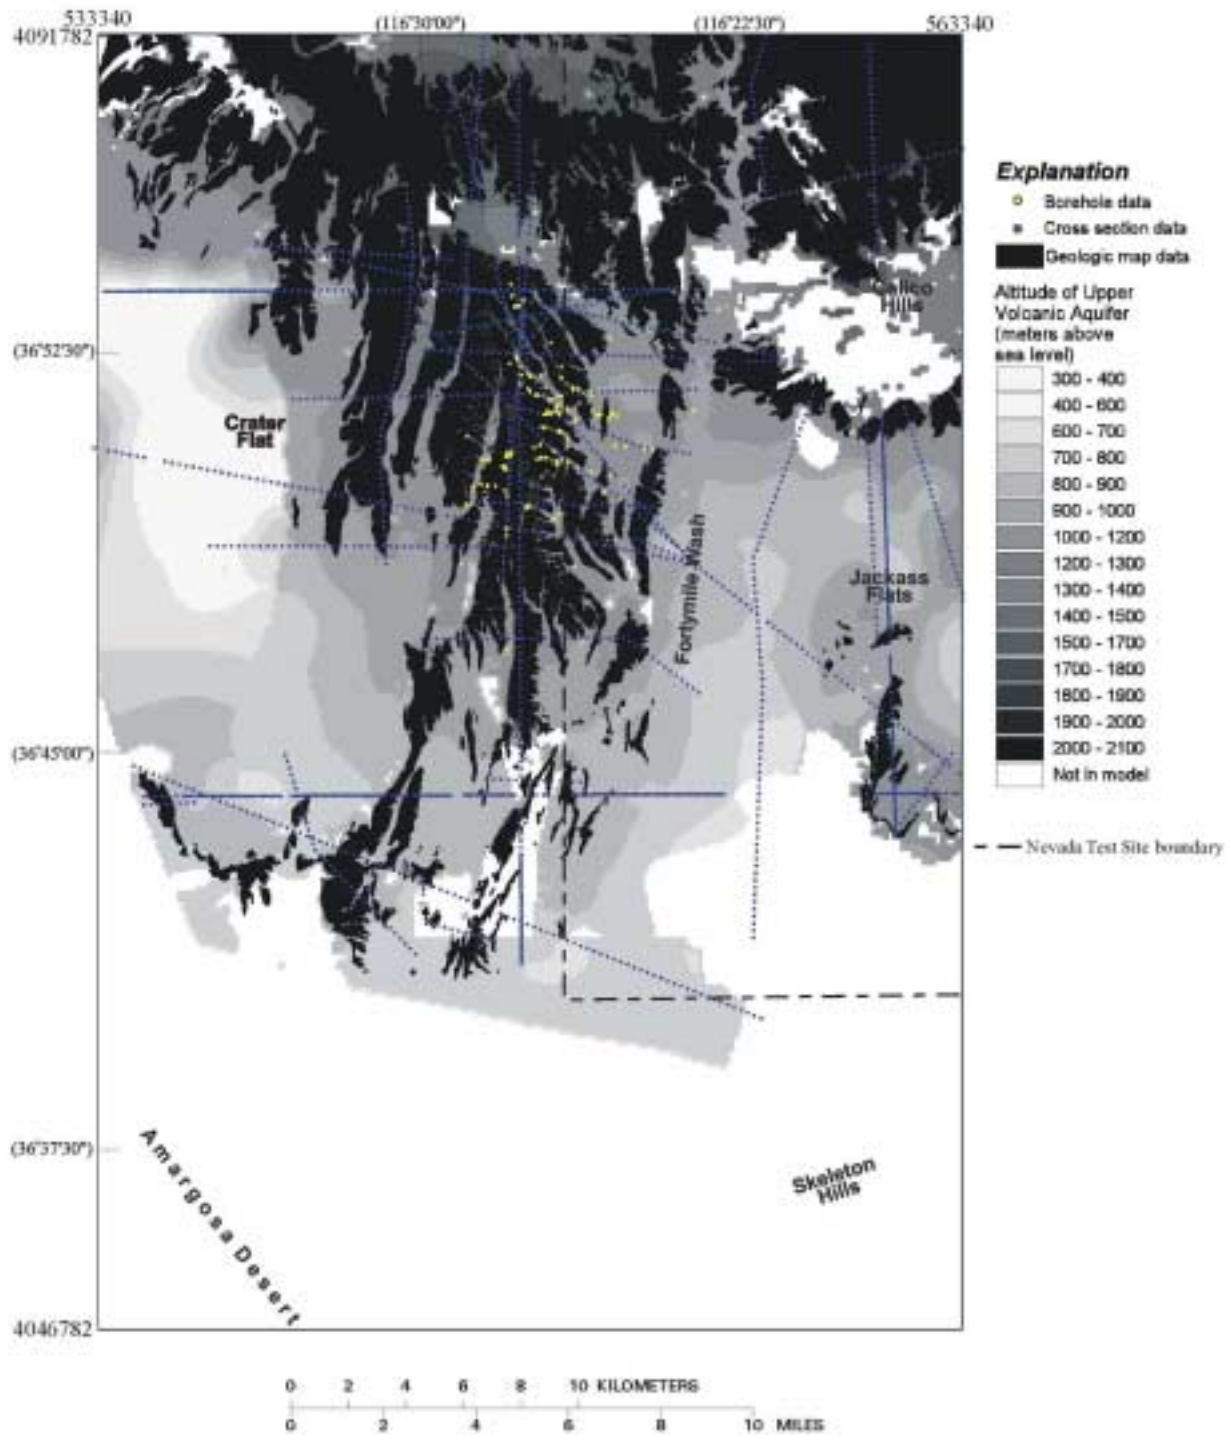 533340
(116°30'00")
(116°22'30")
563340
4091782
Explanation
Borehole data
Cross section data
Geologic map data
Calico
Hills
Altitude of Upper
Volcanic Aquifer
(meters above
sea level)
(36°52'30")
300 - 400
400 - 600
600 - 700
700 - 800
800 - 900
900 - 1000
1000 - 1200
1200 - 1300
1300 - 1400
1400 - 1500
1500 - 1700
1700 - 1800
1800 - 1900
1900 - 2000
2000 - 2100
Not in model
Crater
Flat
Fortymile Wash
Jackass
Flats
(36°45'00")
Nevada Test Site boundary
(36°37'30")
Amargosa Desert
Skeleton
Hills
4046782
0 2 4 6 8 10 KILOMETERS
0 2 4 6 8 10 MILES